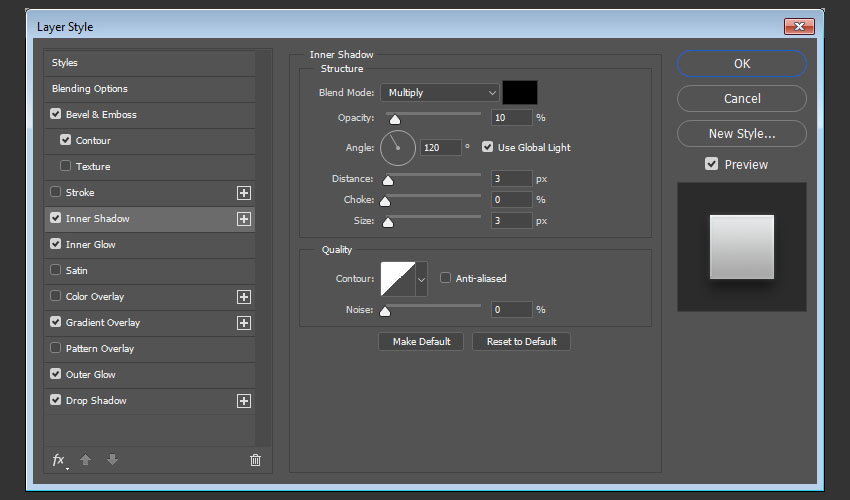 Layer Style
Styles
Blending Options
Bevel & Emboss
Contour
Texture
Stroke
Inner Shadow
Inner Glow
Satin
Color Overlay
Gradient Overlay
Pattern Overlay
Outer Glow
Drop Shadow
fx
Inner Shadow
Structure
Blend Mode: Multiply
Opacity: 10 %
Angle: 120 ° Use Global Light
Distance: 3 px
Choke: 0 %
Size: 3 px
Quality
Contour: Anti-aliased
Noise: 0 %
Make Default Reset to Default
OK
Cancel
New Style...
Preview